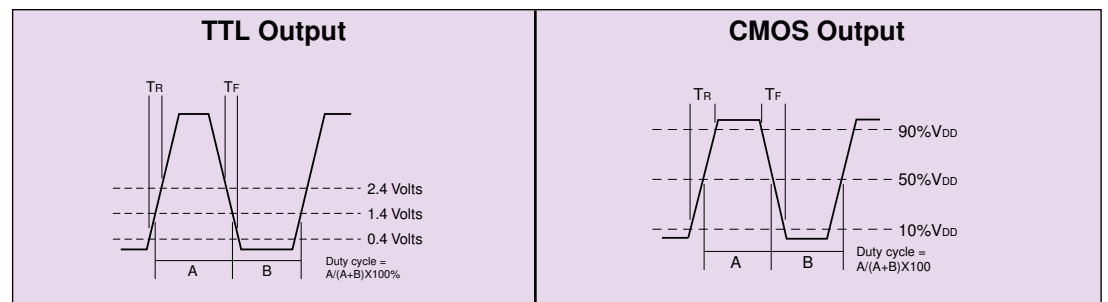 TTL Output
TR TF
2.4 Volts
1.4 Volts
0.4 Volts
A B
Duty cycle =
A/(A+B)X100%
CMOS Output
TR TF
90%VDD
50%VDD
10%VDD
A B
Duty cycle =
A/(A+B)X100